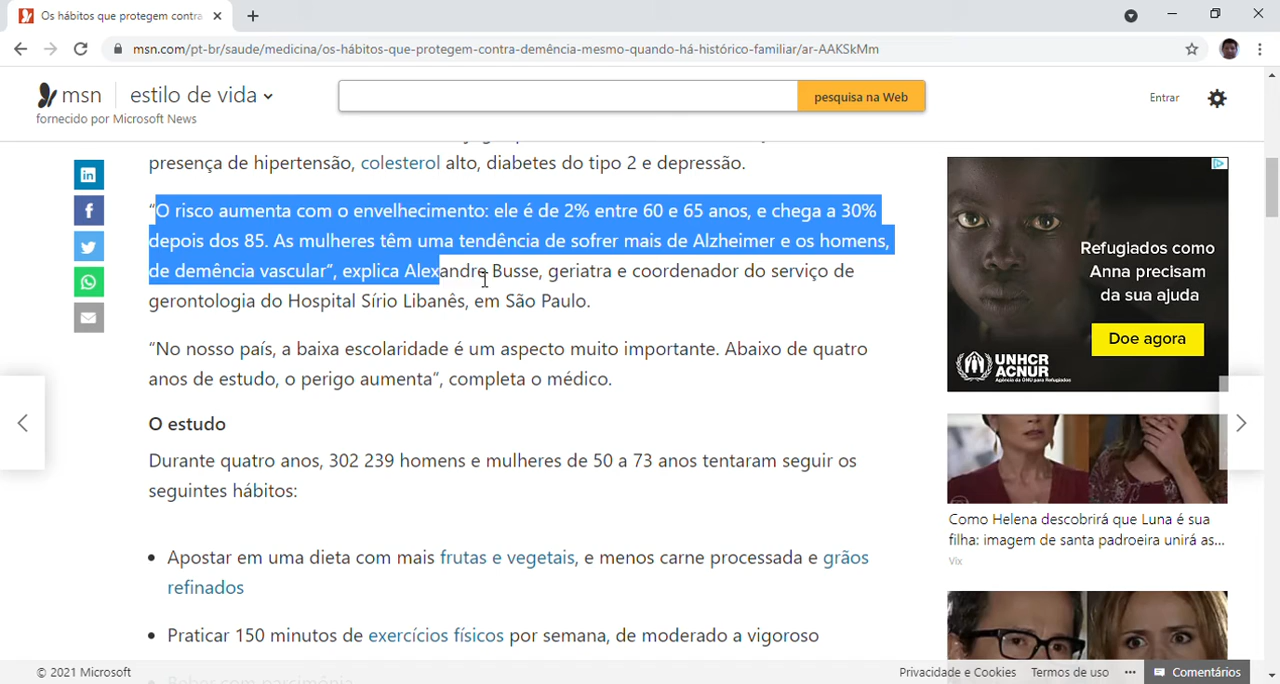 Os hábitos que protegem contra
msn.com/pt-br/saude/medicina/os-hábitos-que-protegem-contra-demência-mesmo-quando-há-histórico-familiar/ar-AAKSkMm
msn
estilo de vida
pesquisa na Web
Entrar
fornecido por Microsoft News
presença de hipertensão, colesterol alto, diabetes do tipo 2 e depressão.
“O risco aumenta com o envelhecimento: ele é de 2% entre 60 e 65 anos, e chega a 30%
depois dos 85. As mulheres têm uma tendência de sofrer mais de Alzheimer e os homens,
de demência vascular”, explica Alexandre Busse, geriatra e coordenador do serviço de
gerontologia do Hospital Sírio Libanês, em São Paulo.
“No nosso país, a baixa escolaridade é um aspecto muito importante. Abaixo de quatro
anos de estudo, o perigo aumenta”, completa o médico.
O estudo
Durante quatro anos, 302 239 homens e mulheres de 50 a 73 anos tentaram seguir os
seguintes hábitos:
• Apostar em uma dieta com mais frutas e vegetais, e menos carne processada e grãos
refinados
• Praticar 150 minutos de exercícios físicos por semana, de moderado a vigoroso
Refugiados como
Anna precisam
da sua ajuda
Doe agora
UNHCR
ACNUR
Agência da ONU para Refugiados
Como Helena descobrirá que Luna é sua
filha: imagem de santa padroeira unirá as...
Vix
© 2021 Microsoft
Privacidade e Cookies
Termos de uso
...
Comentários